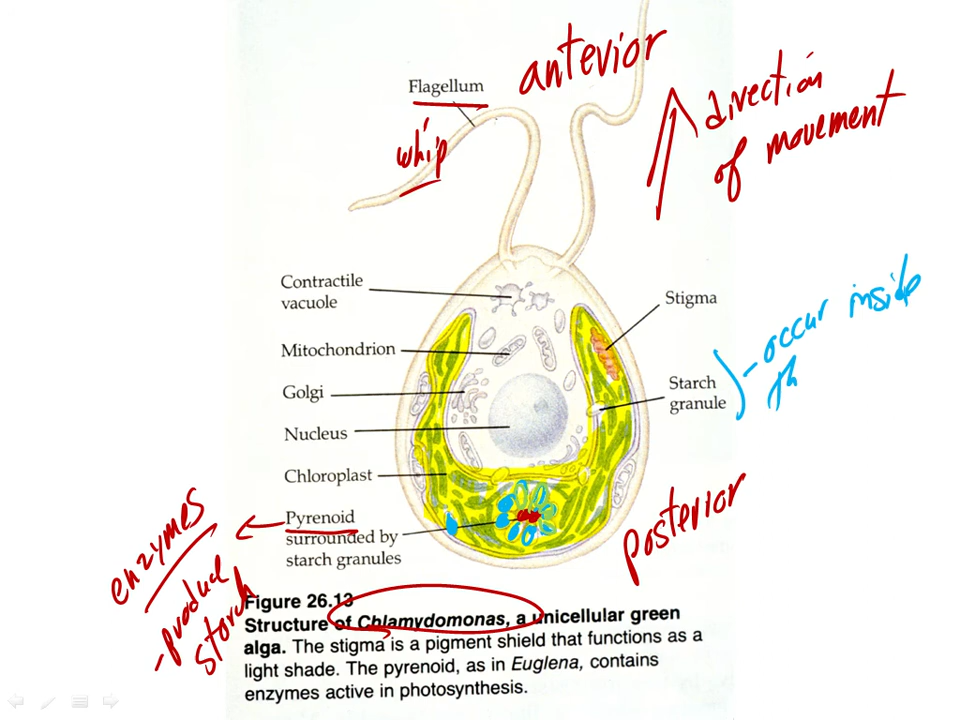 anterior
Flagellum
whip
direction
of movement
Contractile
vacuole
Stigma
occur inside
th
Mitochondrion
Golgi
Starch
granule
Nucleus
Chloroplast
Pyrenoid
surrounded by
starch granules
posterior
enzymes
-product
starch
Figure 26.13
Structure of Chlamydomonas, a unicellular green
alga. The stigma is a pigment shield that functions as a
light shade. The pyrenoid, as in Euglena, contains
enzymes active in photosynthesis.